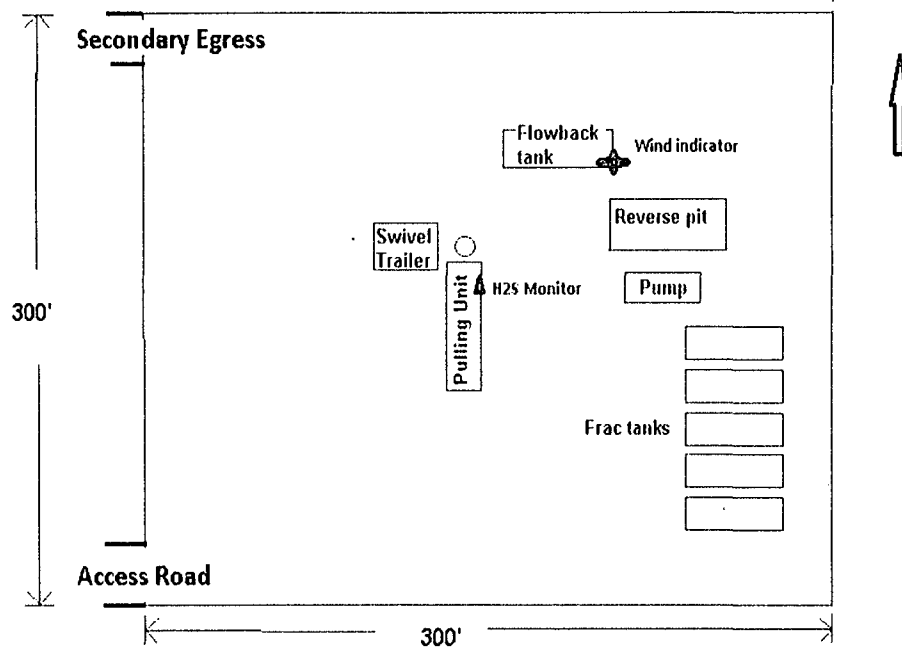 Secondary Egress
Flowback
tank
Wind indicator
Reverse pit
Swivel
Trailer
H2S Monitor
Pump
Pulling Unit
300'
Frac tanks
Access Road
300'